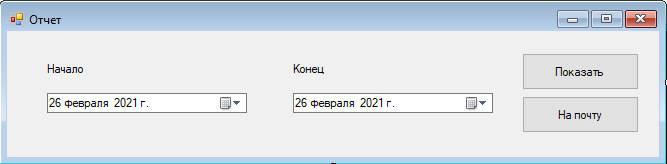 Отчет
Начало
Конец
Показать
26 февраля 2021 г.
26 февраля 2021 г.
На почту